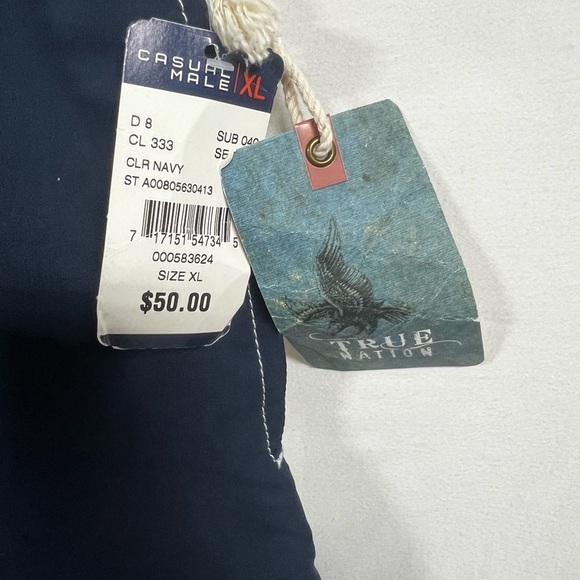 CASUAL
MALE XL
D 8
CL 333 SUB 040
CLR NAVY
ST A00805630413
7 17151 54734 5
000583624
SIZE XL
$50.00
TRUE
NATION